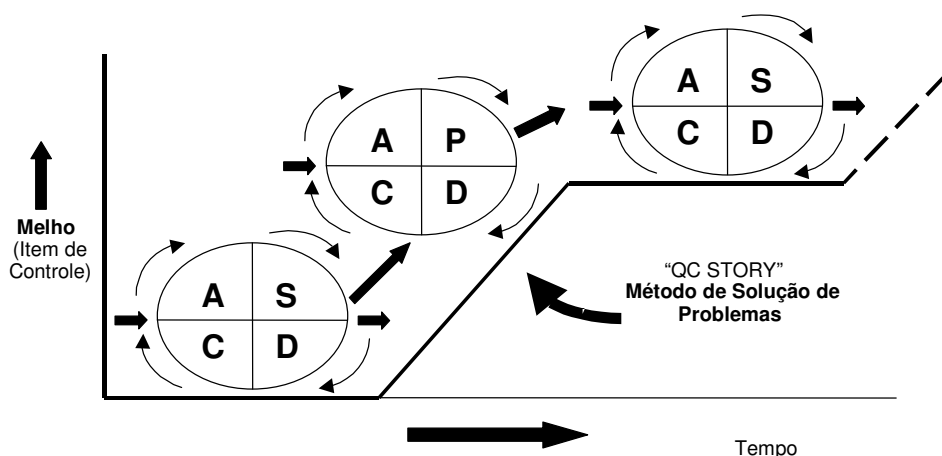 A S
C D
A P
C D
A S
C D
Melho
(Item de
Controle)
“QC STORY”
Método de Solução de
Problemas
Tempo